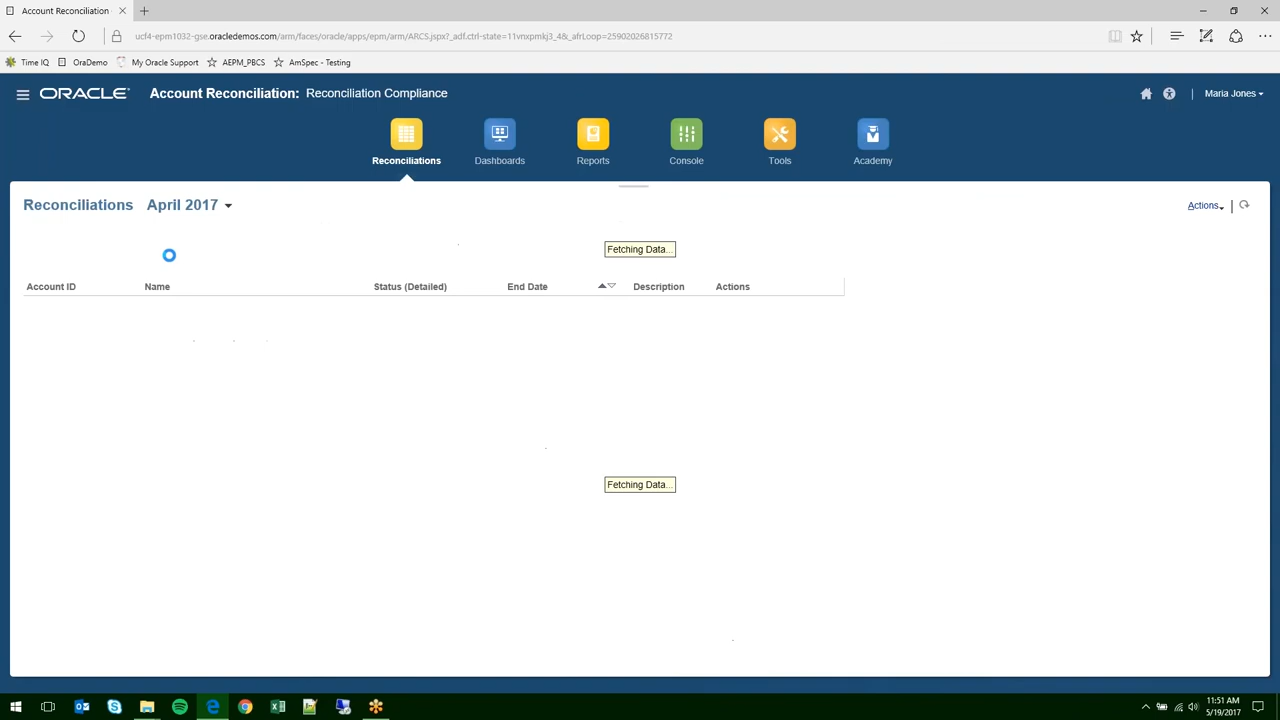 Account Reconciliation
ucf4-epm1032-gse.oracledemos.com/arm/faces/oracle/apps/epm/arm/ARCS.jspx?_adf.ctrl-state=11vnxpmkj3_4&_afrLoop=25902026815772
Time IQ OraDemo My Oracle Support AEPM_PBCS AmSpec - Testing
ORACLE Account Reconciliation: Reconciliation Compliance Maria Jones
Reconciliations Dashboards Reports Console Tools Academy
Reconciliations April 2017 Actions
Fetching Data...
Account ID Name Status (Detailed) End Date Description Actions
Fetching Data...
11:51 AM
5/19/2017